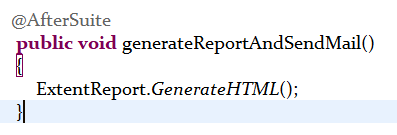 @AfterSuite
public void generateReportAndSendMail()
{
ExtentReport.GenerateHTML();
}